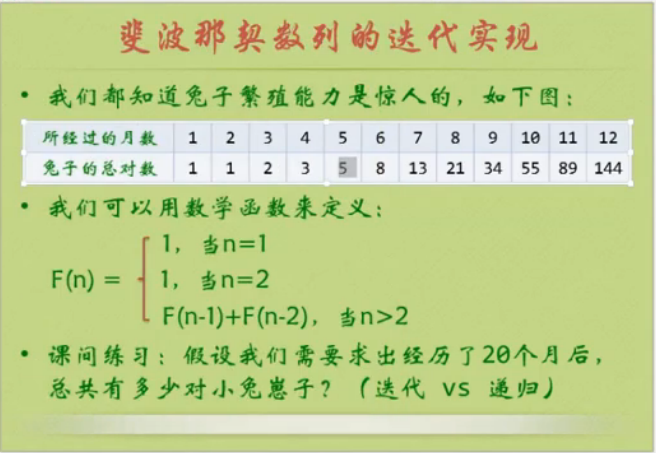 斐波那契数列的迭代实现
• 我们都知道兔子繁殖能力是惊人的，如下图：
所经过的月数 1 2 3 4 5 6 7 8 9 10 11 12
兔子的总对数 1 1 2 3 5 8 13 21 34 55 89 144
• 我们可以用数学函数来定义：
1，当n=1
F(n) = 1，当n=2
F(n-1)+F(n-2)，当n>2
• 课间练习：假设我们需要求出经历了20个月后，
总共有多少对小兔崽子？（迭代 vs 递归）